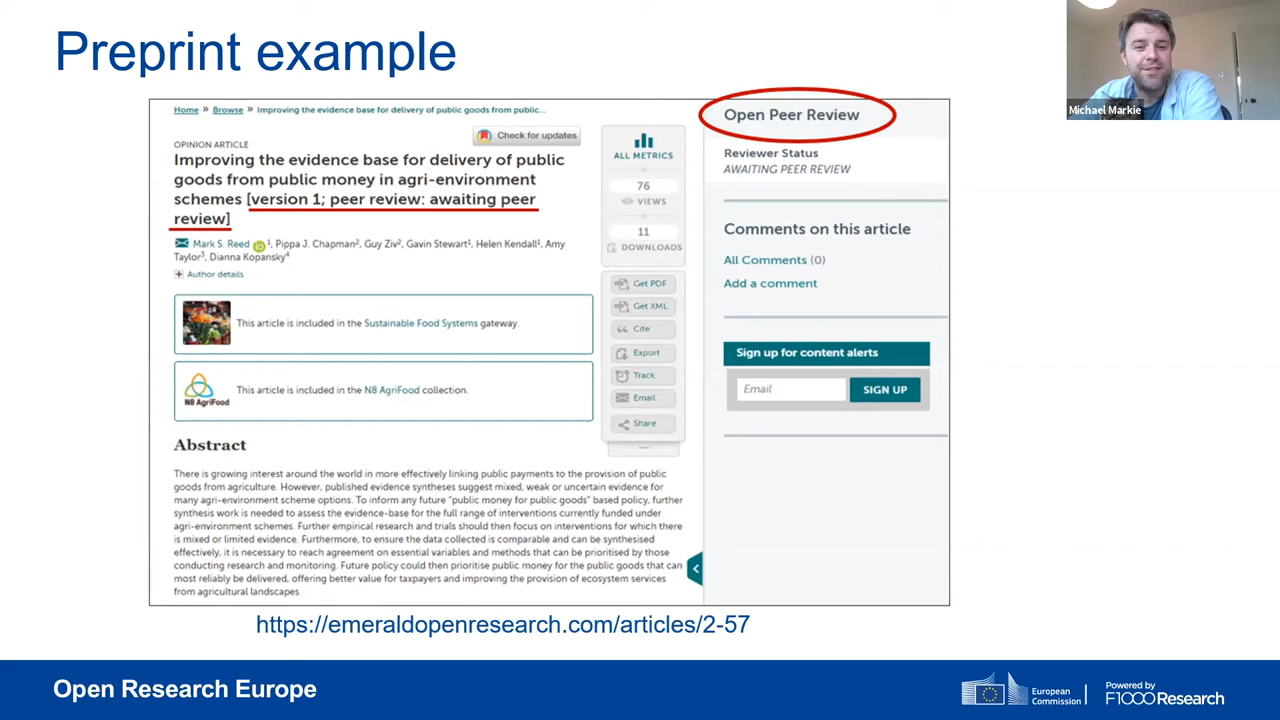 Preprint example
Michael Markie
Home » Browse » Improving the evidence base for delivery of public goods from public...
Check for updates
OPINION ARTICLE
Improving the evidence base for delivery of public
goods from public money in agri-environment
schemes [version 1; peer review: awaiting peer
review]
Mark S. Reed iD 1, Pippa J. Chapman2, Guy Ziv2, Gavin Stewart1, Helen Kendall1, Amy
Taylor3, Dianna Kopansky4
+ Author details
This article is included in the Sustainable Food Systems gateway.
N8 AgriFood
This article is included in the N8 AgriFood collection.
Abstract
There is growing interest around the world in more effectively linking public payments to the provision of public
goods from agriculture. However, published evidence syntheses suggest mixed, weak or uncertain evidence for
many agri-environment scheme options. To inform any future “public money for public goods” based policy, further
synthesis work is needed to assess the evidence-base for the full range of interventions currently funded under
agri-environment schemes. Further empirical research and trials should then focus on interventions for which there
is mixed or limited evidence. Furthermore, to ensure the data collected is comparable and can be synthesised
effectively, it is necessary to reach agreement on essential variables and methods that can be prioritised by those
conducting research and monitoring. Future policy could then prioritise public money for the public goods that can
most reliably be delivered, offering better value for taxpayers and improving the provision of ecosystem services
from agricultural landscapes.
ALL METRICS
76
VIEWS
11
DOWNLOADS
Get PDF
Get XML
Cite
Export
Track
Email
Share
Open Peer Review
Reviewer Status
AWAITING PEER REVIEW
Comments on this article
All Comments (0)
Add a comment
Sign up for content alerts
Email
SIGN UP
https://emeraldopenresearch.com/articles/2-57
Open Research Europe
European
Commission
Powered by
F1000Research